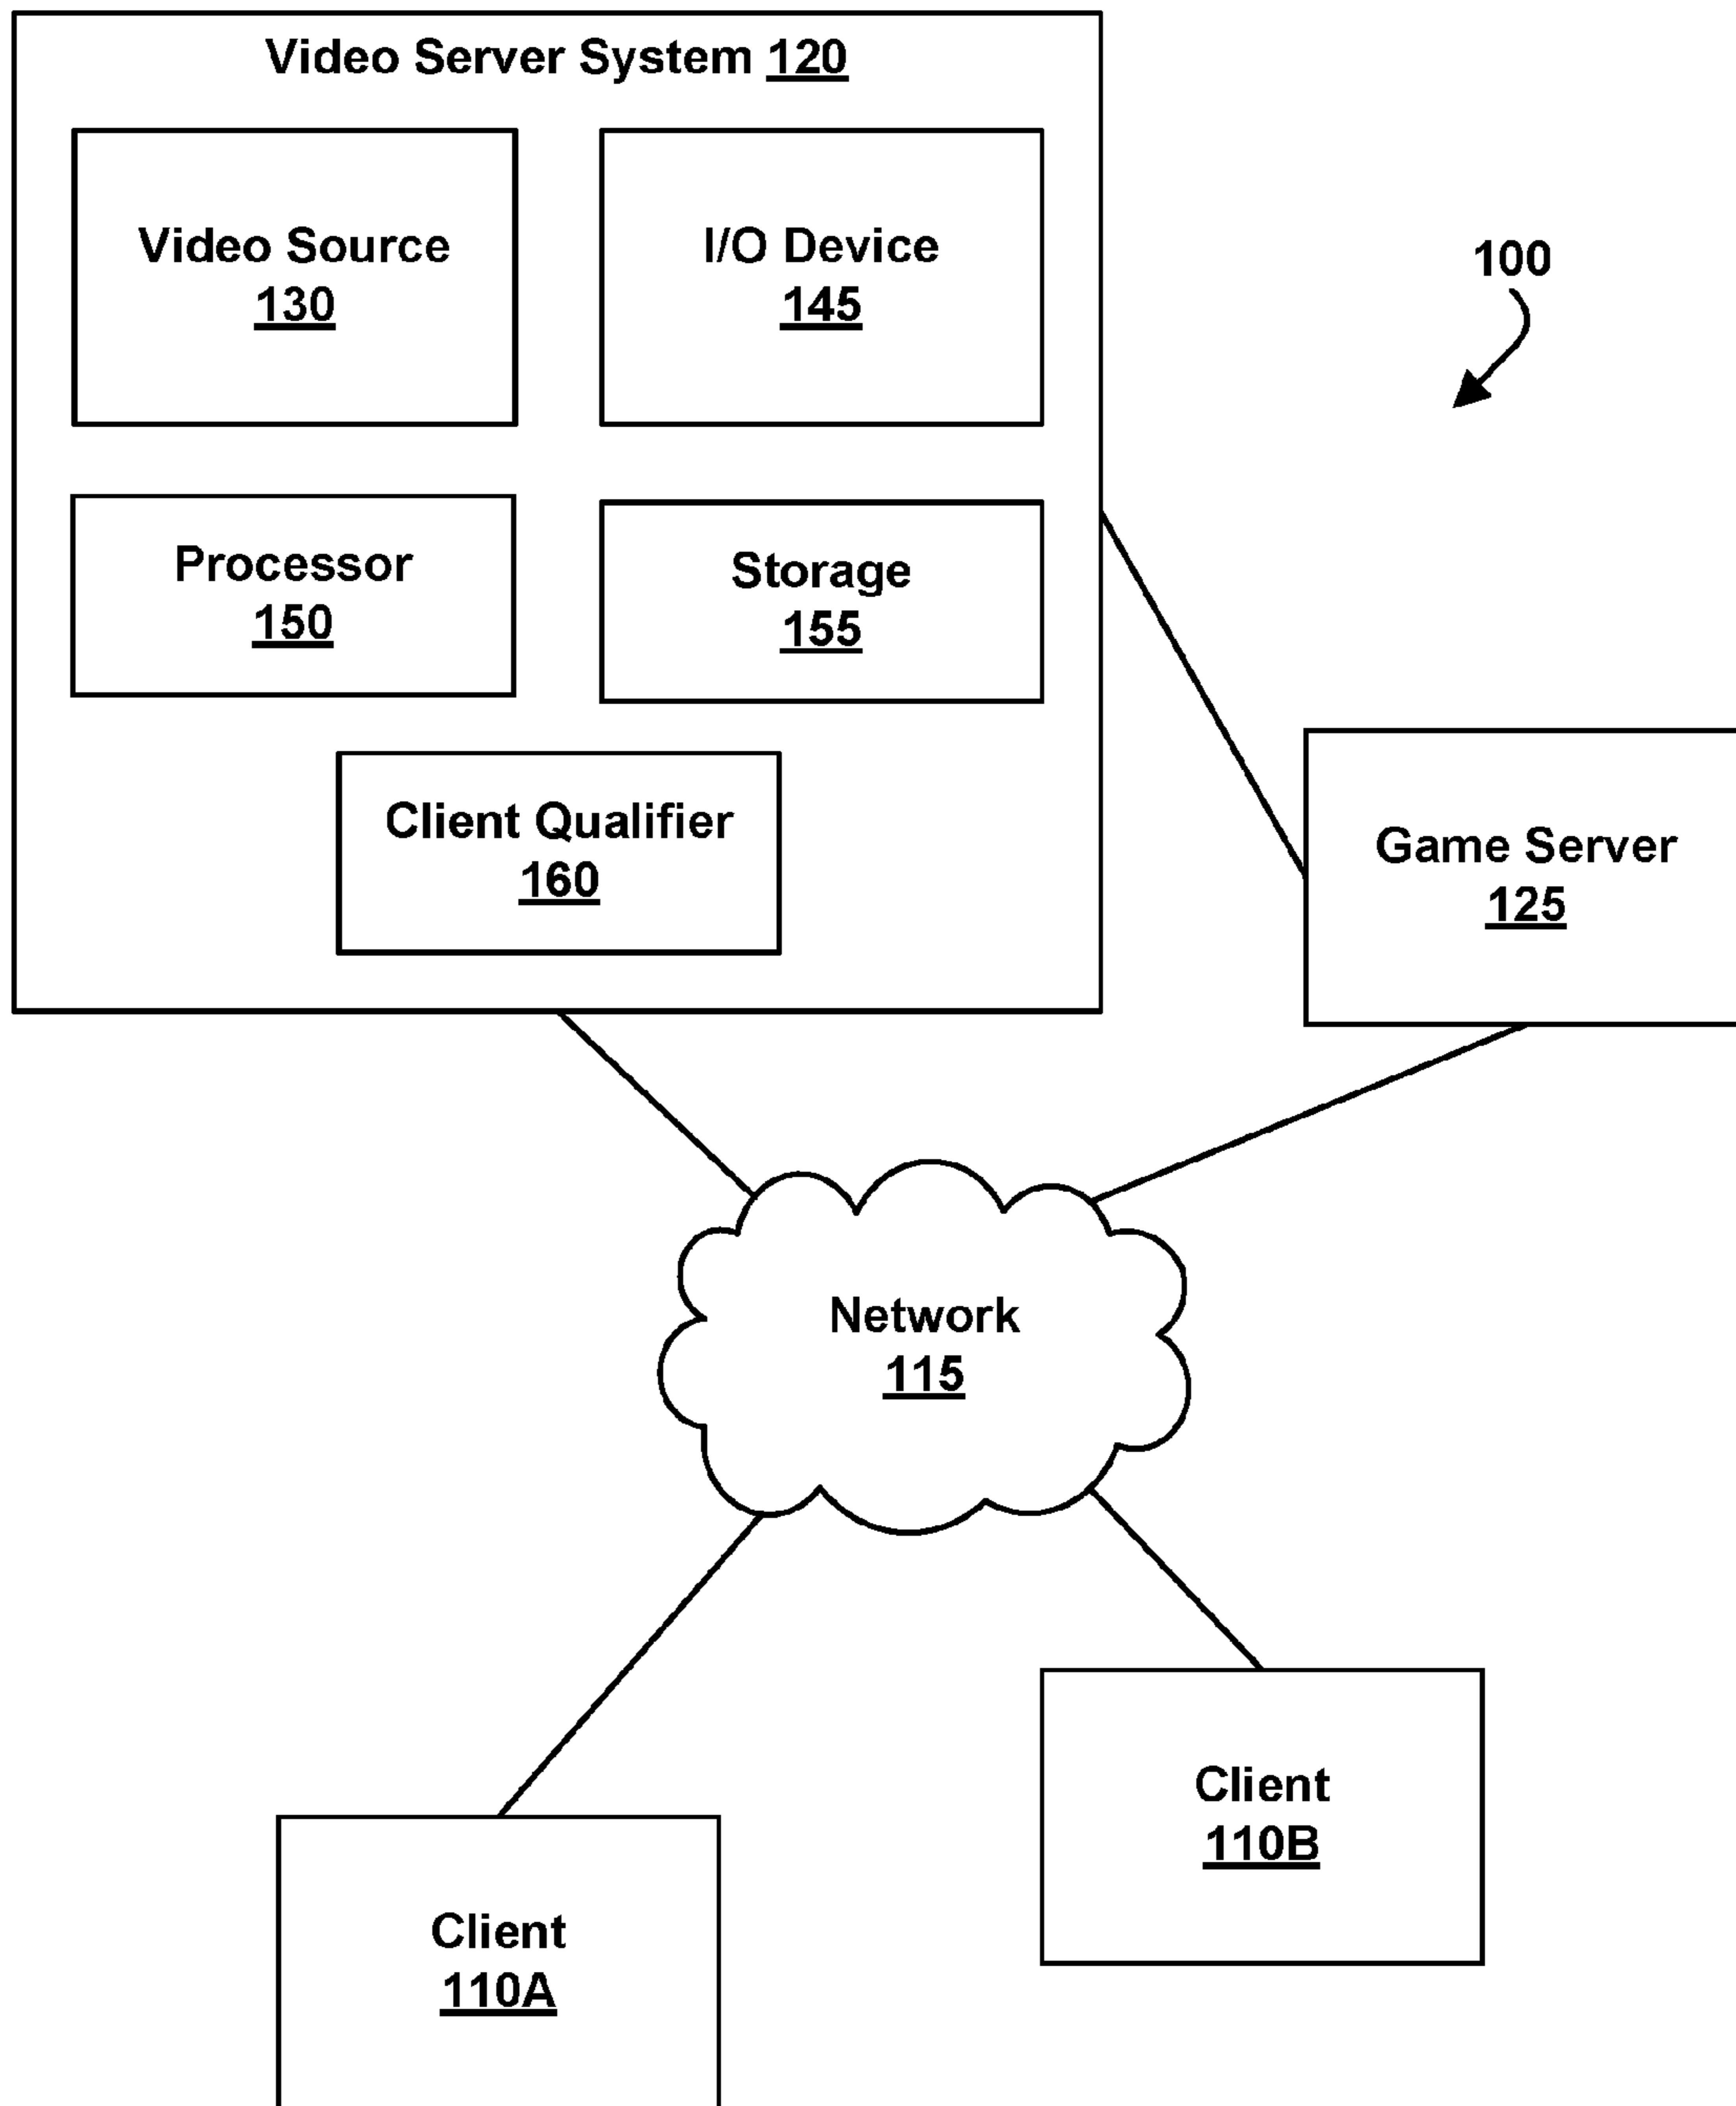 Video Server System 120
Video Source
130
I/O Device
145
100
Processor
150
Storage
155
Client Qualifier
160
Game Server
125
Network
115
Client
110B
Client
110A